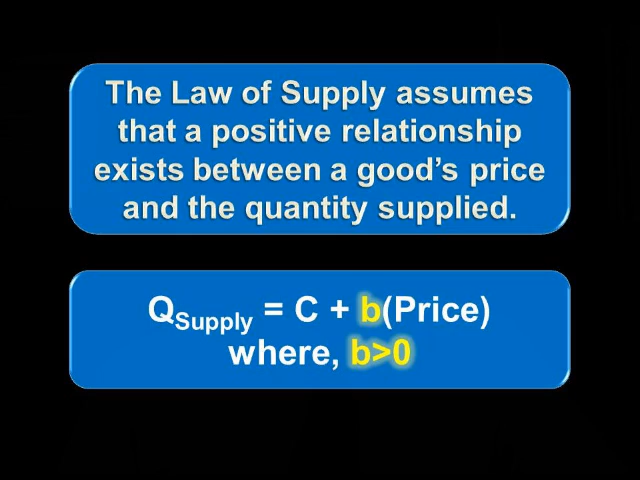 The Law of Supply assumes
that a positive relationship
exists between a good’s price
and the quantity supplied.
Q_Supply = C + b(Price)
where, b>0